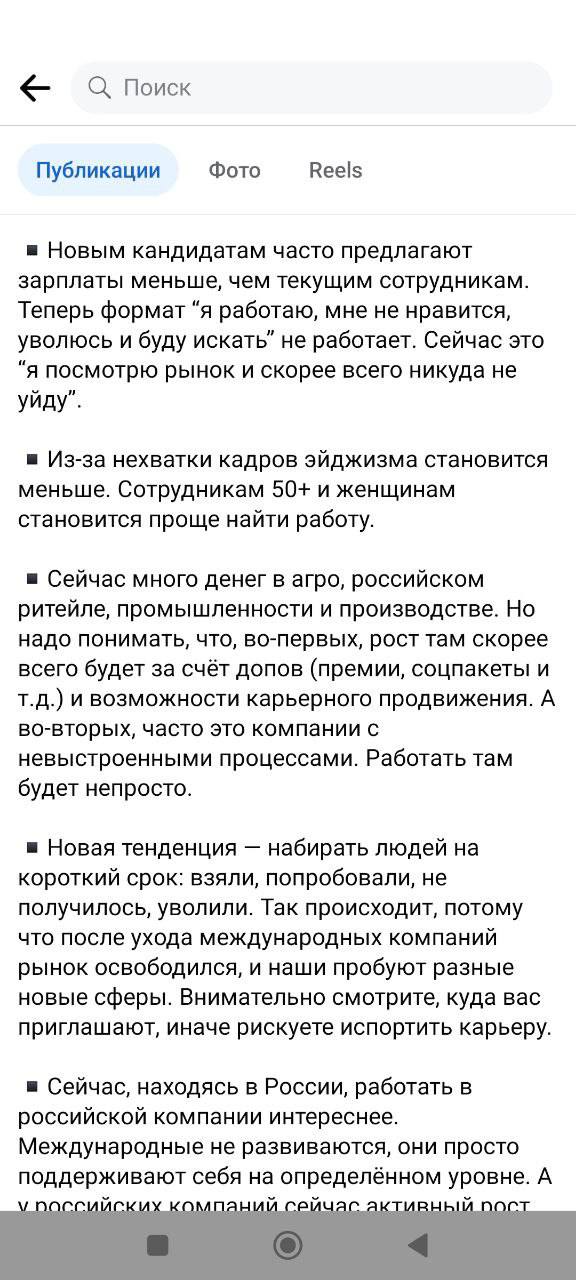 Поиск
Публикации Фото Reels
▪ Новым кандидатам часто предлагают
зарплаты меньше, чем текущим сотрудникам.
Теперь формат “я работаю, мне не нравится,
уволюсь и буду искать” не работает. Сейчас это
“я посмотрю рынок и скорее всего никуда не
уйду”.
▪ Из-за нехватки кадров эйджизма становится
меньше. Сотрудникам 50+ и женщинам
становится проще найти работу.
▪ Сейчас много денег в агро, российском
ритейле, промышленности и производстве. Но
надо понимать, что, во-первых, рост там скорее
всего будет за счёт допов (премии, соцпакеты и
т.д.) и возможности карьерного продвижения. А
во-вторых, часто это компании с
невыстроенными процессами. Работать там
будет непросто.
▪ Новая тенденция — набирать людей на
короткий срок: взяли, попробовали, не
получилось, уволили. Так происходит, потому
что после ухода международных компаний
рынок освободился, и наши пробуют разные
новые сферы. Внимательно смотрите, куда вас
приглашают, иначе рискуете испортить карьеру.
▪ Сейчас, находясь в России, работать в
российской компании интереснее.
Международные не развиваются, они просто
поддерживают себя на определённом уровне. А
у российских компаний сейчас активный рост